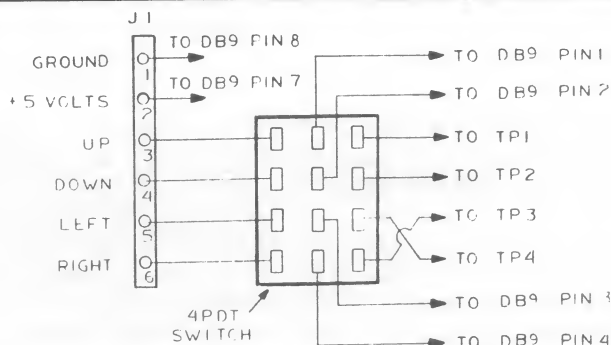 J1
TO DB9 PIN 8
GROUND
1
TO DB9 PIN 7
+5 VOLTS
2
UP
3
DOWN
4
LEFT
5
RIGHT
6
TO DB9 PIN1
TO DB9 PIN 2
TO TP1
TO TP2
TO TP3
TO TP4
TO DB9 PIN 3
TO DB9 PIN 4
4PDT
SWITCH